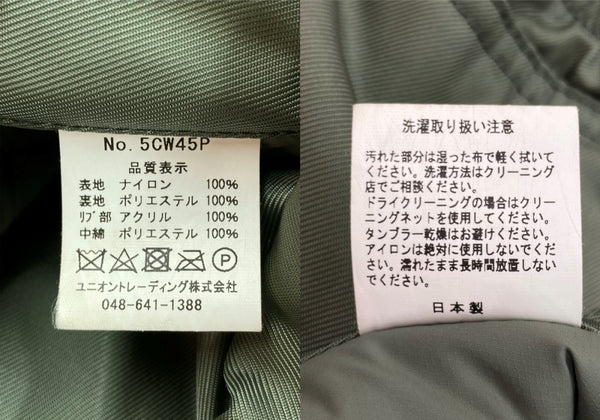 No. 5CW45P
品質表示
表地 ナイロン 100%
裏地 ポリエステル 100%
ﾘﾌﾞ部 アクリル 100%
中綿 ポリエステル 100%
P
ユニオントレーディング株式会社
048-641-1388
洗濯取り扱い注意
汚れた部分は湿った布で軽く拭いて
ください。洗濯方法はクリーニング
店でご相談ください。
ドライクリーニングの場合はクリー
ニングネットを使用してください。
タンブラー乾燥はお避けください。
アイロンは絶対に使用しないでくだ
さい。濡れたまま長時間放置しない
でください。
日本製